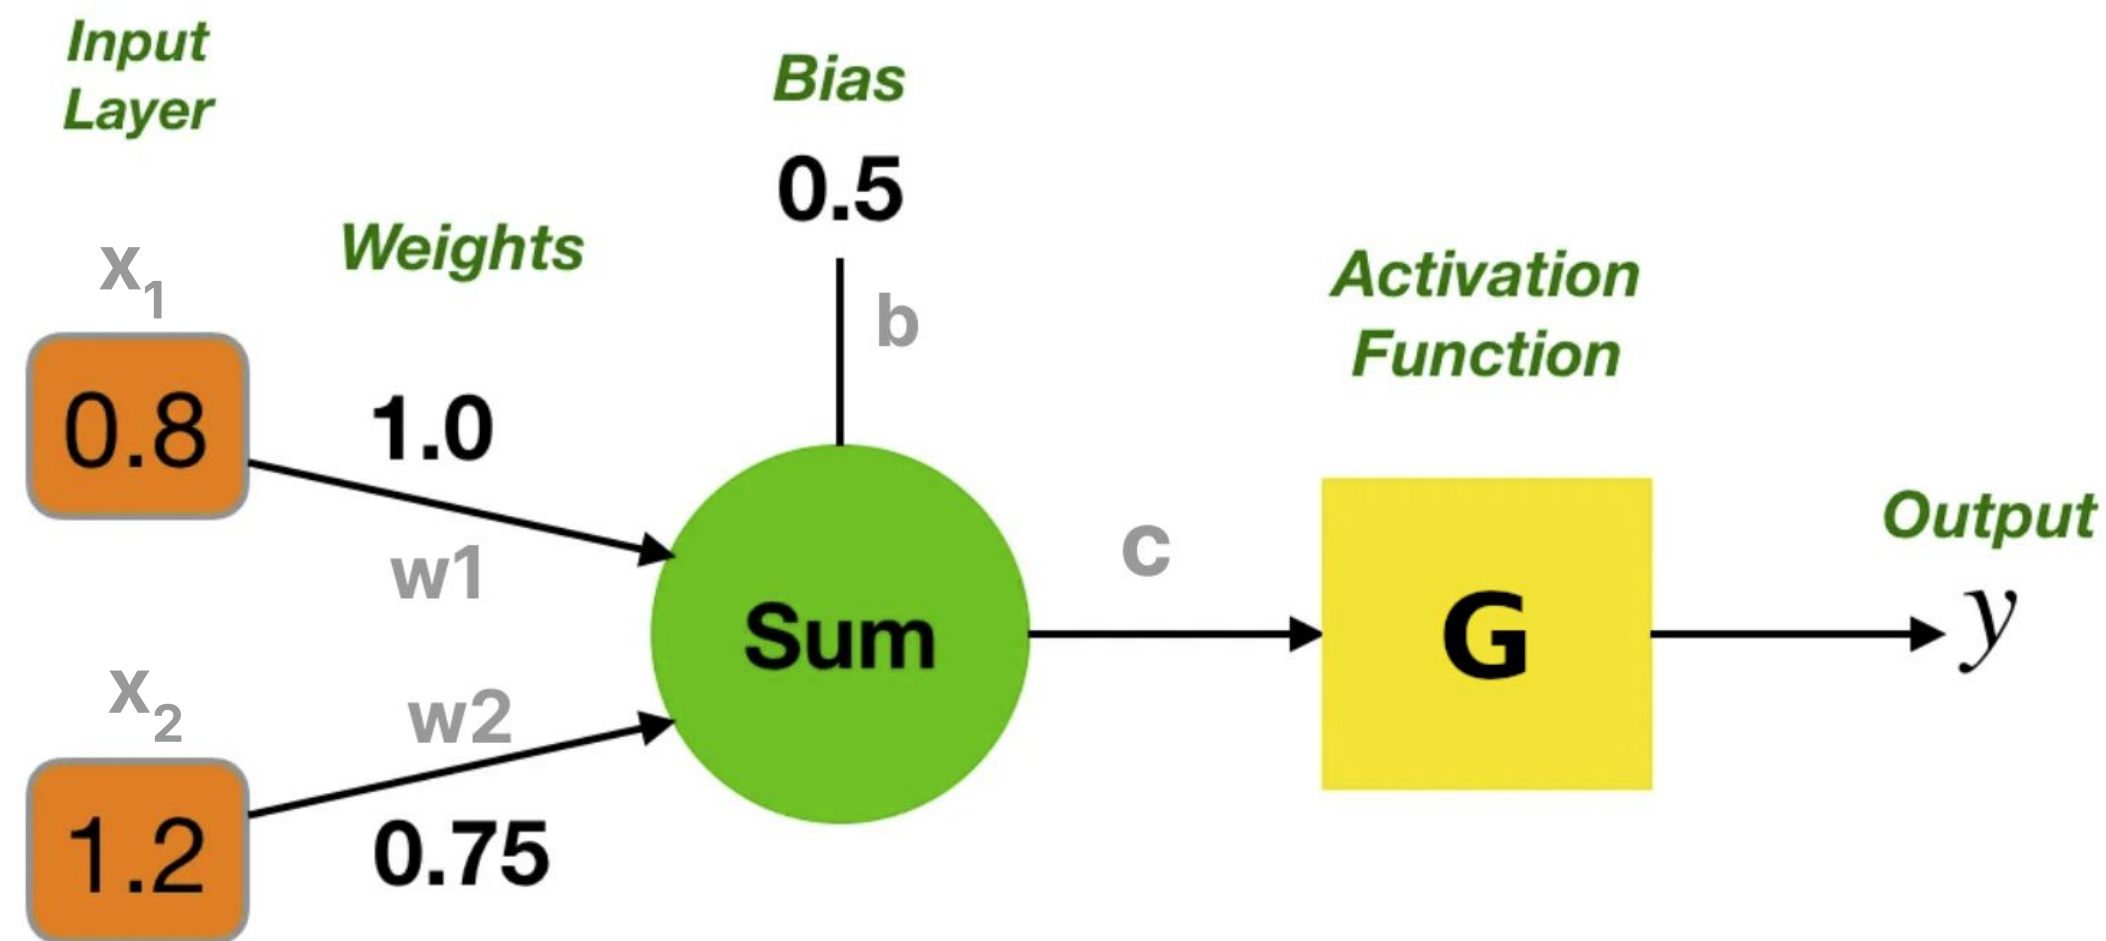 Input
Layer
Bias
0.5
Weights
b
x1
Activation
Function
0.8
1.0
w1
Sum
c
G
Output
y
x2
w2
1.2
0.75